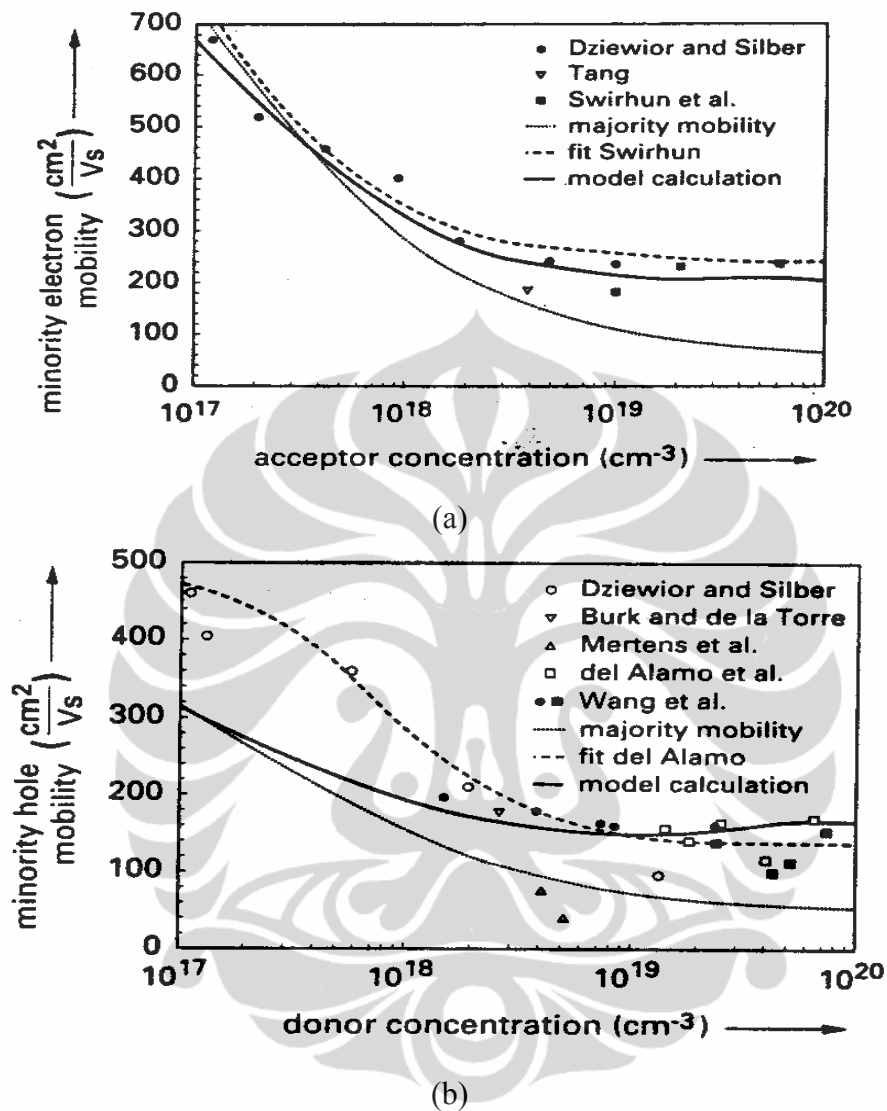 700
600
500
400
300
200
100
0
minority electron
mobility (cm²/Vs)
Dziewior and Silber
Tang
Swirhun et al.
majority mobility
fit Swirhun
model calculation
10¹⁷ 10¹⁸ 10¹⁹ 10²⁰
acceptor concentration (cm⁻³)
(a)
500
400
300
200
100
0
minority hole
mobility (cm²/Vs)
Dziewior and Silber
Burk and de la Torre
Mertens et al.
del Alamo et al.
Wang et al.
majority mobility
fit del Alamo
model calculation
10¹⁷ 10¹⁸ 10¹⁹ 10²⁰
donor concentration (cm⁻³)
(b)